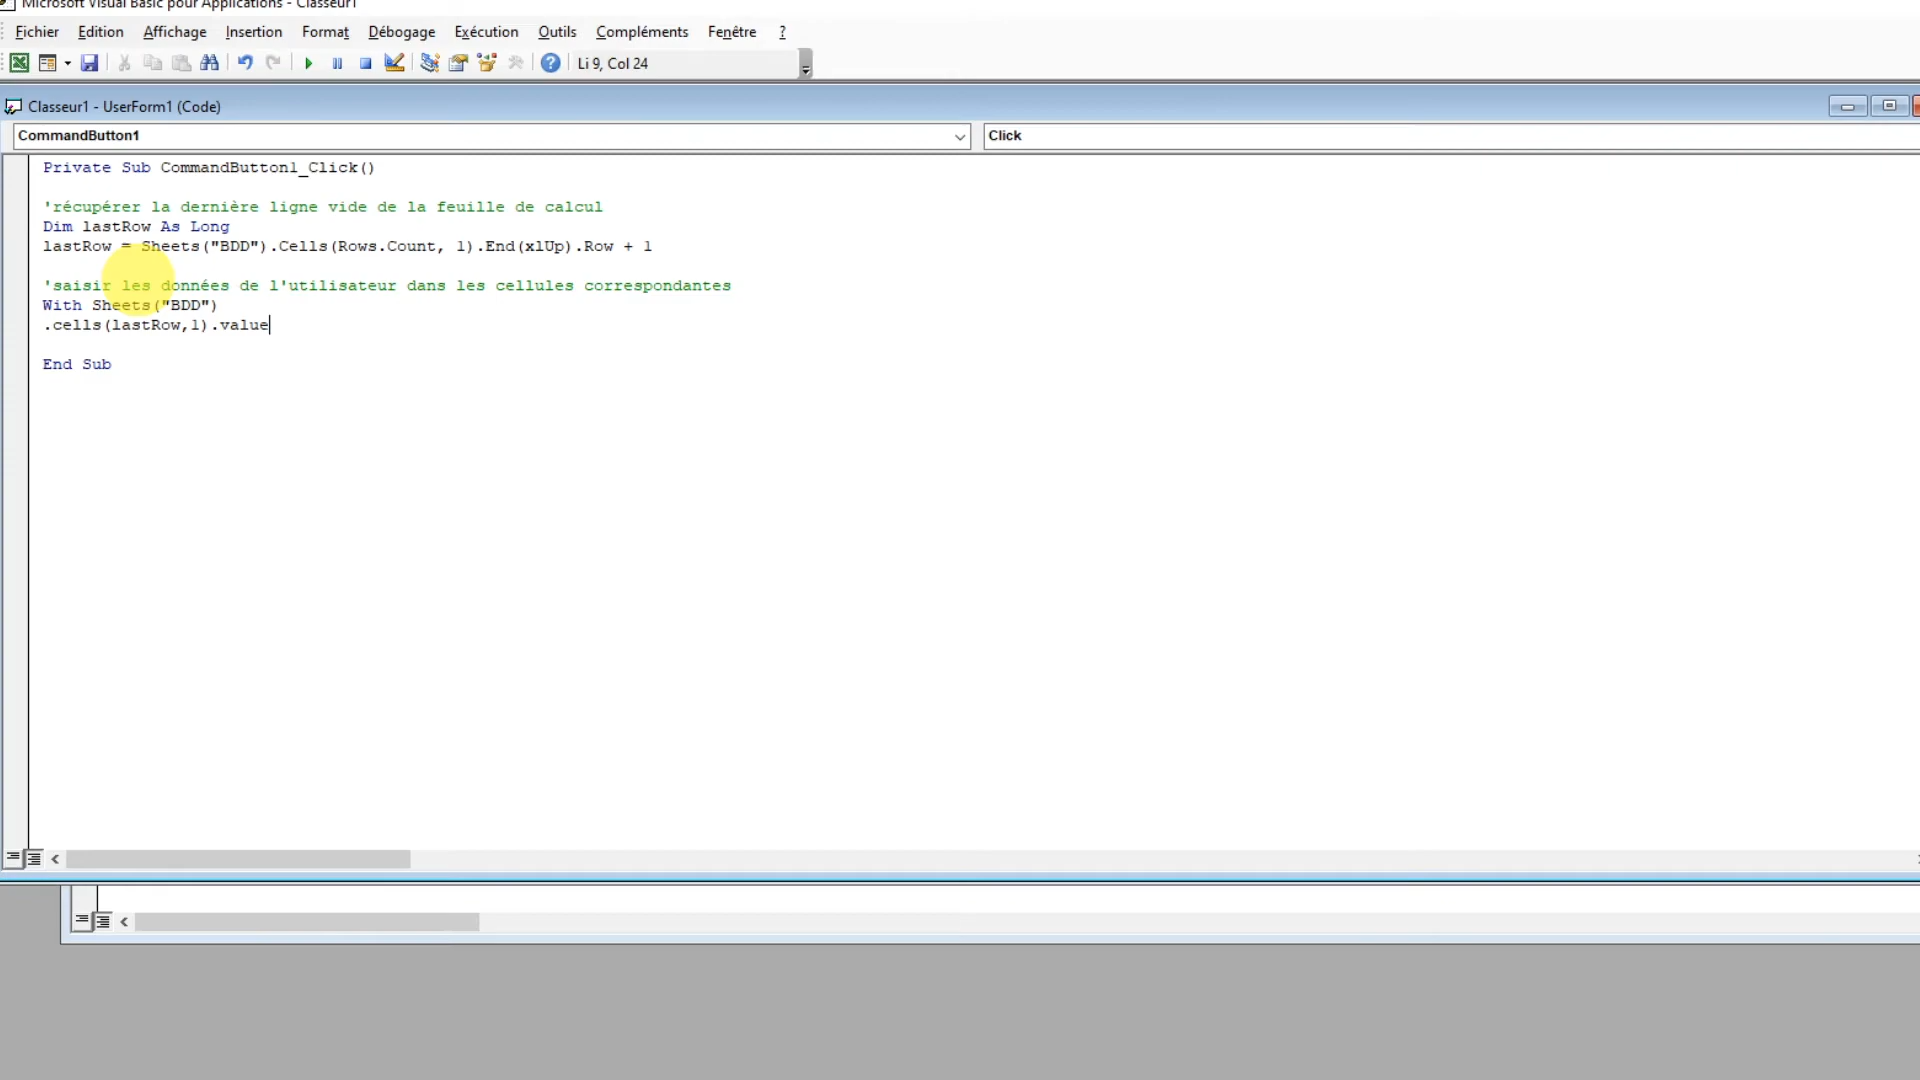 Microsoft Visual Basic pour Applications - Classeur1
Fichier Edition Affichage Insertion Format Débogage Exécution Outils Compléments Fenêtre ?
Li 9, Col 24
Classeur1 - UserForm1 (Code)
CommandButton1 Click
Private Sub CommandButton1_Click()
'récupérer la dernière ligne vide de la feuille de calcul
Dim lastRow As Long
lastRow = Sheets("BDD").Cells(Rows.Count, 1).End(xlUp).Row + 1
'saisir les données de l'utilisateur dans les cellules correspondantes
With Sheets("BDD")
.cells(lastRow,1).value
End Sub